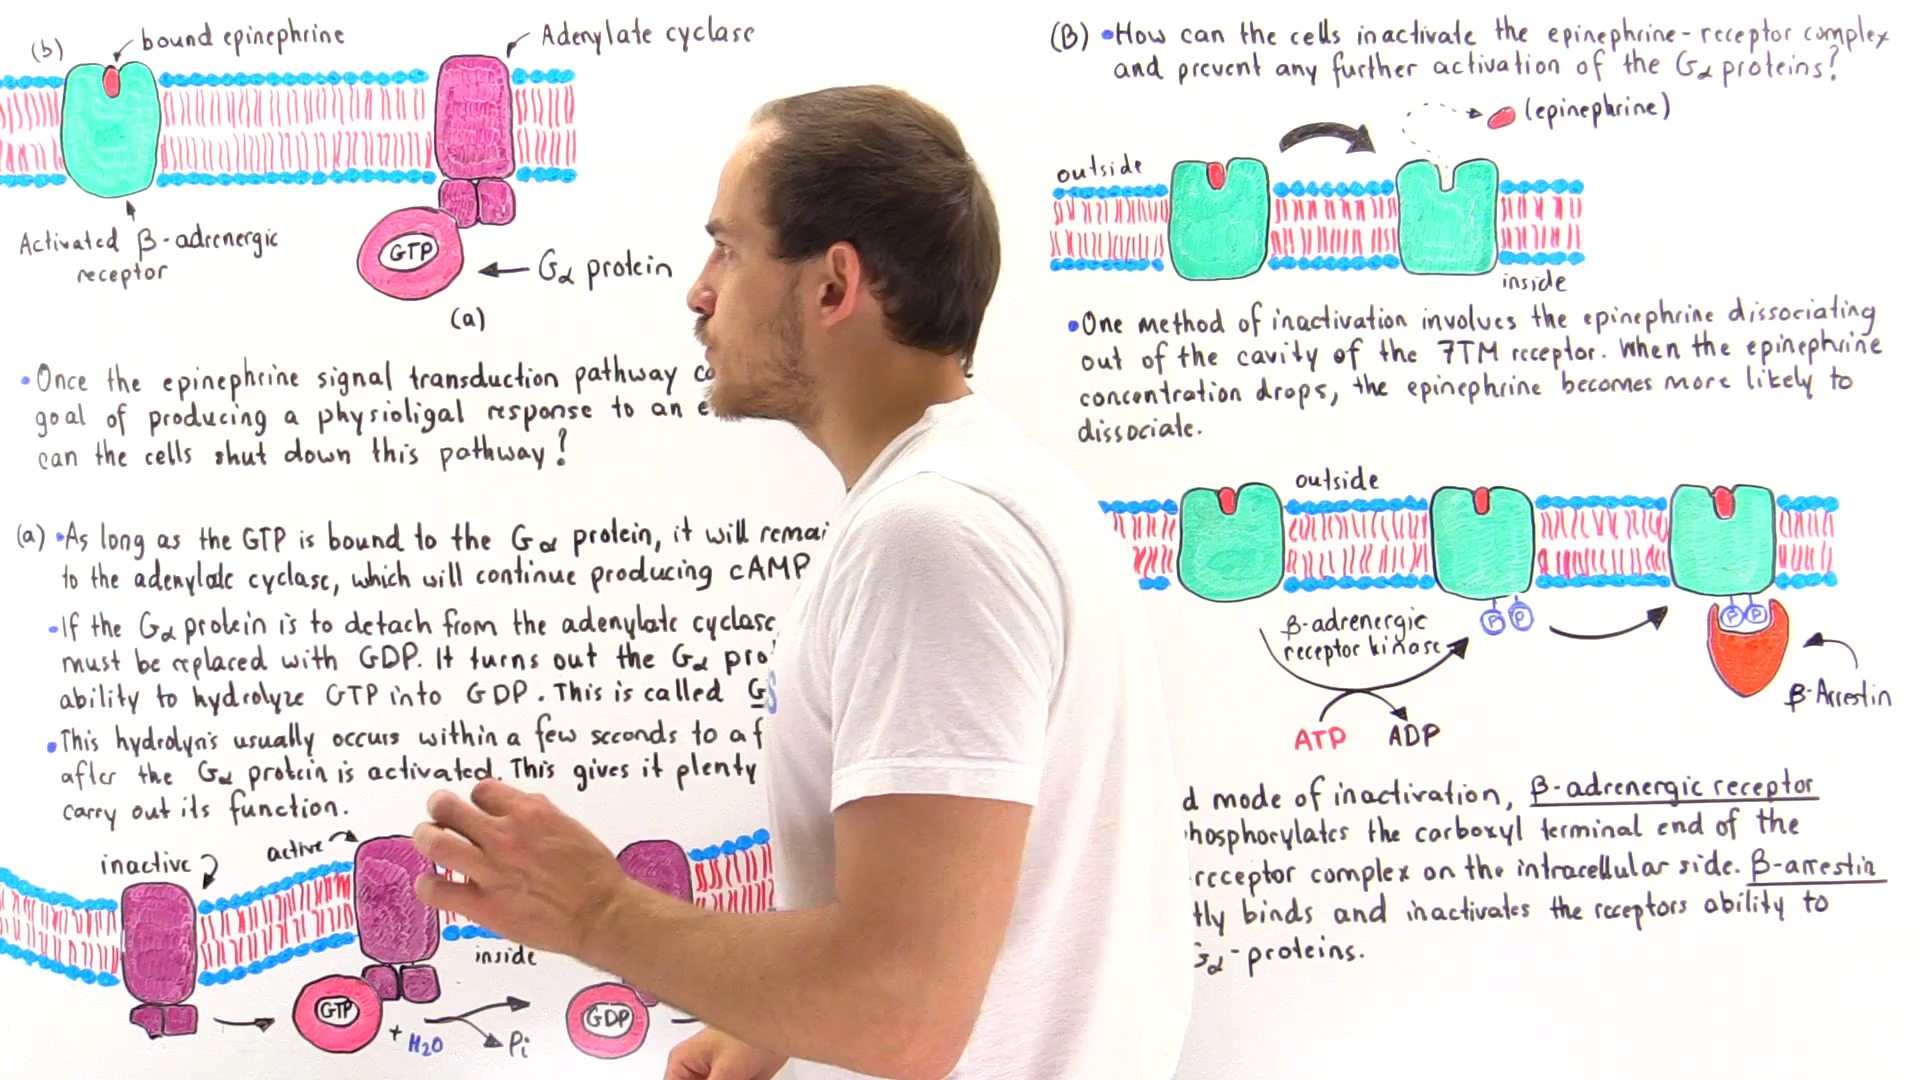 (b)
bound epinephrine
Adenylate cyclase
Activated β-adrenergic
receptor
GTP
Gα protein
(a)
•Once the epinephrine signal transduction pathway
goal of producing a physioligal response to an
can the cells shut down this pathway?
(a) •As long as the GTP is bound to the Gα protein, it will
to the adenylate cyclase, which will continue producing cAMP
•If the Gα protein is to detach from the adenylate cyclase
must be replaced with GDP. It turns out the Gα
ability to hydrolyze GTP into GDP. This is called
•This hydrolysis usually occurs within a few seconds to a
after the Gα protein is activated. This gives it plenty
carry out its function.
inactive
active
inside
GTP
+ H2O
Pi
GDP
(B) •How can the cells inactivate the epinephrine-receptor complex
and prevent any further activation of the Gα proteins?
(epinephrine)
outside
inside
•One method of inactivation involves the epinephrine dissociating
out of the cavity of the 7TM receptor. When the epinephrine
concentration drops, the epinephrine becomes more likely to
dissociate.
outside
β-adrenergic
receptor kinase
P P
P P
ATP
ADP
β-Arrestin
d mode of inactivation, β-adrenergic receptor
hosphorylates the carboxyl terminal end of the
receptor complex on the intracellular side. β-arrestin
tly binds and inactivates the receptors ability to
Gα-proteins.